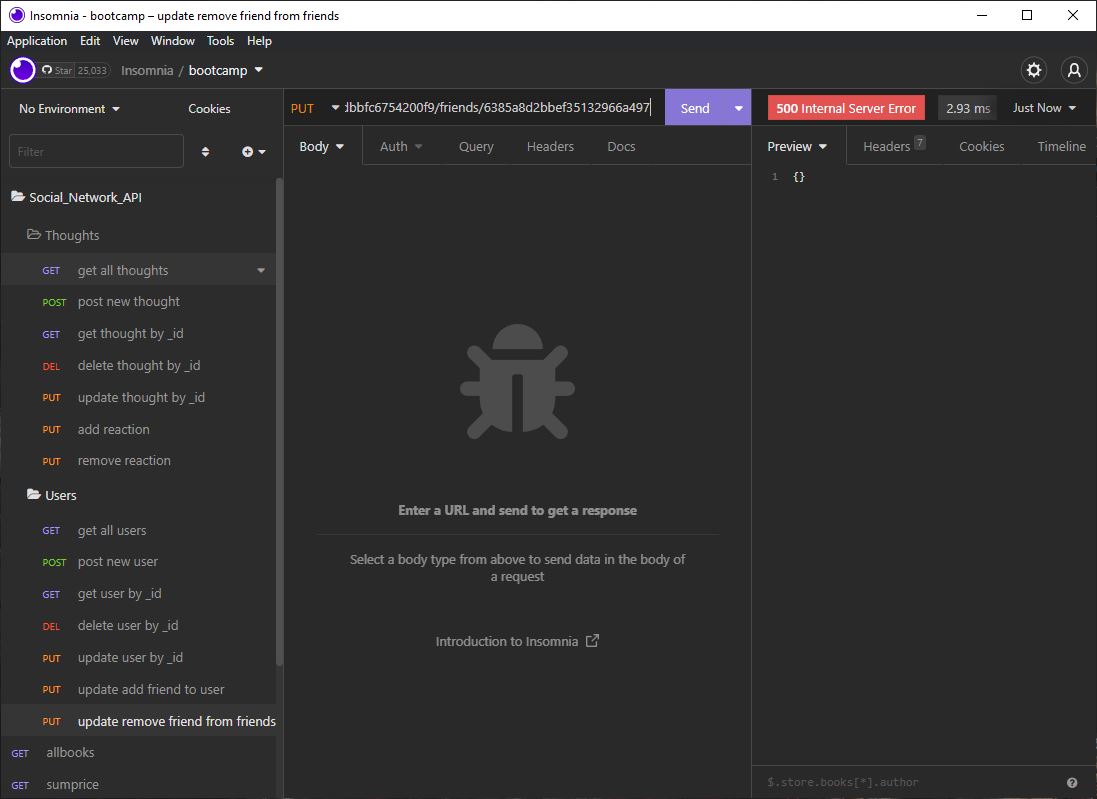 Insomnia - bootcamp – update remove friend from friends
Application Edit View Window Tools Help
Star 25,033 Insomnia / bootcamp
No Environment Cookies
Filter
Social_Network_API
Thoughts
GET get all thoughts
POST post new thought
GET get thought by _id
DEL delete thought by _id
PUT update thought by _id
PUT add reaction
PUT remove reaction
Users
GET get all users
POST post new user
GET get user by _id
DEL delete user by _id
PUT update user by _id
PUT update add friend to user
PUT update remove friend from friends
GET allbooks
GET sumprice
PUT bbfc6754200f9/friends/6385a8d2bbef35132966a497 Send
Body Auth Query Headers Docs
Enter a URL and send to get a response
Select a body type from above to send data in the body of
a request
Introduction to Insomnia
500 Internal Server Error 2.93 ms Just Now
Preview Headers 7 Cookies Timeline
1 {}
$.store.books[*].author